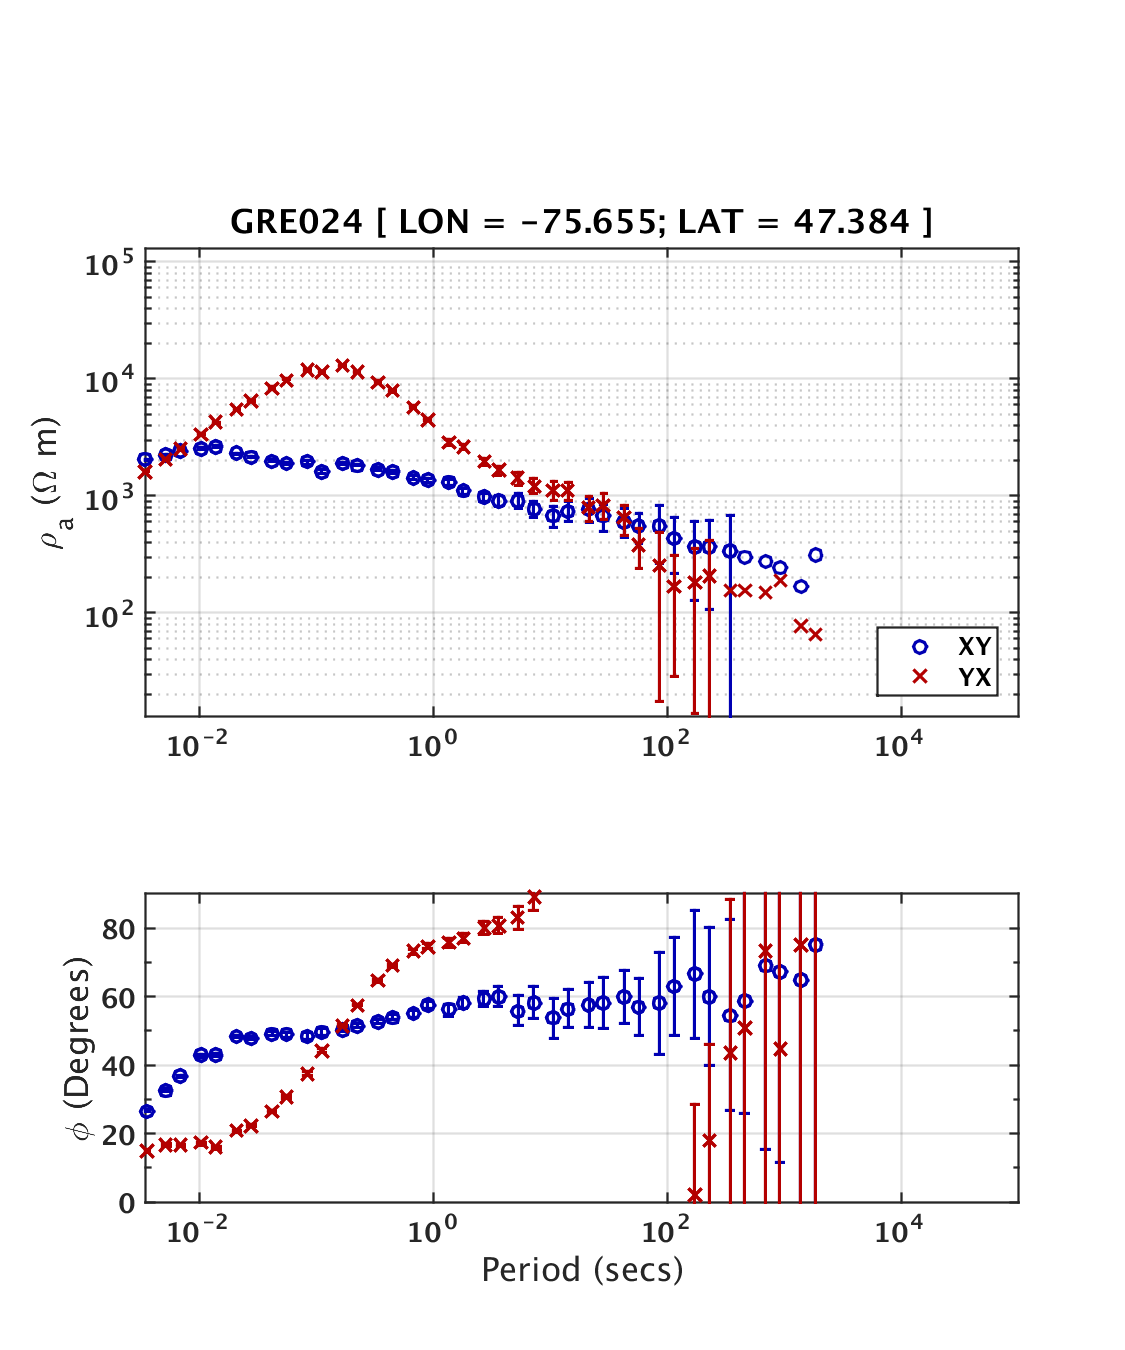 GRE024 [ LON = -75.655; LAT = 47.384 ]
ρa (Ω m)
10^5
10^4
10^3
10^2
XY
YX
10^-2 10^0 10^2 10^4
ϕ (Degrees)
80
60
40
20
0
10^-2 10^0 10^2 10^4
Period (secs)